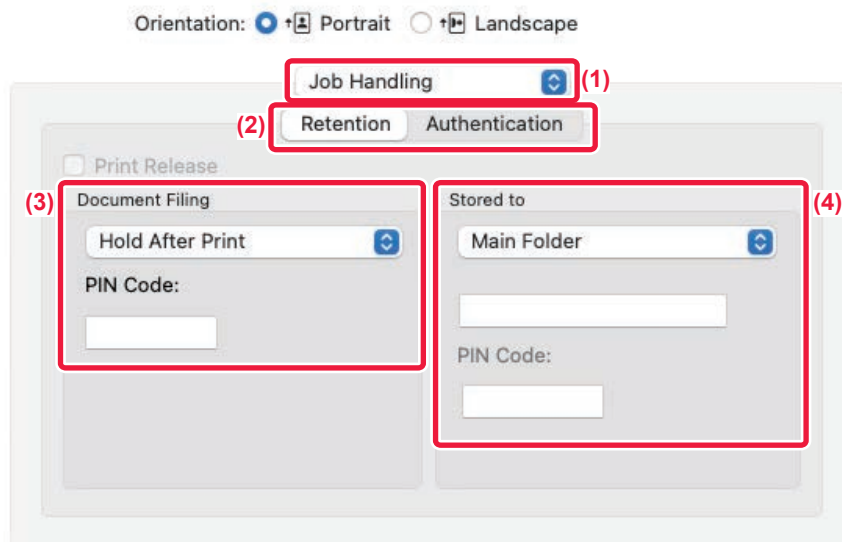 Orientation: Portrait Landscape
Job Handling (1)
(2) Retention Authentication
Print Release
(3) Document Filing Stored to (4)
Hold After Print Main Folder
PIN Code:
PIN Code: